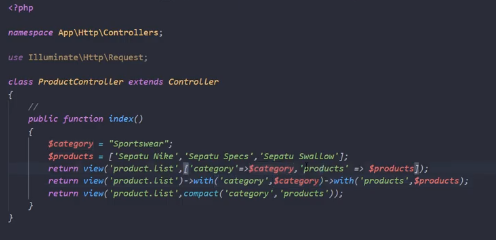 <?php
namespace App\Http\Controllers;
use Illuminate\Http\Request;
class ProductController extends Controller
{
//
public function index()
{
$category = "Sportswear";
$products = ['Sepatu Nike','Sepatu Specs','Sepatu Swallow'];
return view('product.list',['category'=>$category,'products' => $products]);
return view('product.list')->with('category',$category)->with('products',$products);
return view('product.list',compact('category','products'));
}
}